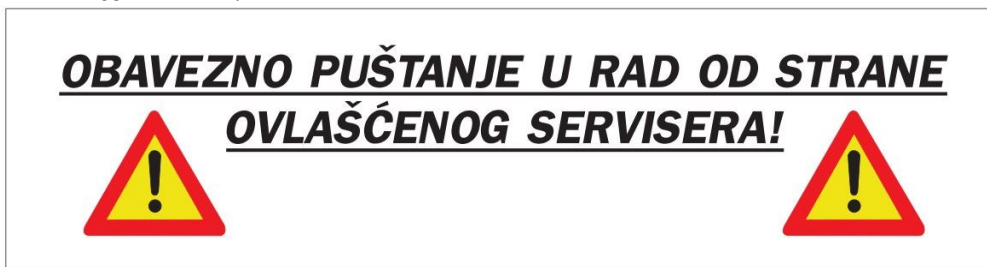 OBAVEZNO PUŠTANJE U RAD OD STRANE
OVLAŠĆENOG SERVISERA!